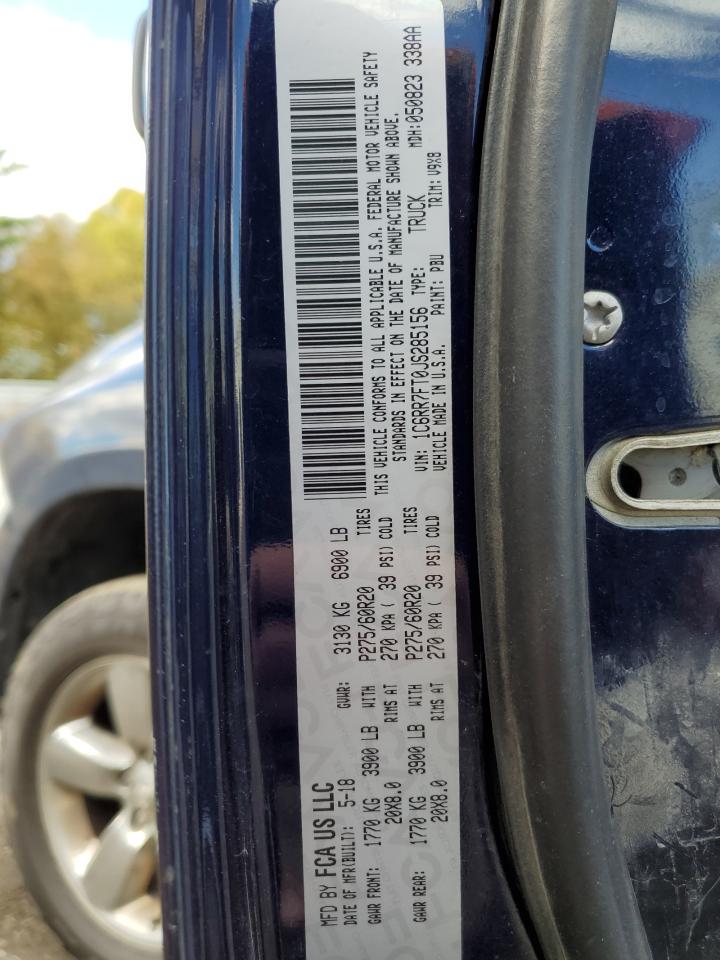 MFD BY FCA US LLC
DATE OF MFR(BUILT): 5-18 GVWR: 3130 KG 6900 LB
GAWR FRONT: 1770 KG 3900 LB WITH P275/60R20 TIRES
20X8.0 RIMS AT 270 KPA ( 39 PSI) COLD
GAWR REAR: 1770 KG 3900 LB WITH P275/60R20 TIRES
20X8.0 RIMS AT 270 KPA ( 39 PSI) COLD
THIS VEHICLE CONFORMS TO ALL APPLICABLE U.S.A. FEDERAL MOTOR VEHICLE SAFETY
STANDARDS IN EFFECT ON THE DATE OF MANUFACTURE SHOWN ABOVE.
VIN: 1C6RR7FT0JS285156 TYPE: TRUCK MDH:050823 338AA
VEHICLE MADE IN U.S.A. PAINT: PBU TRIM: V9X8